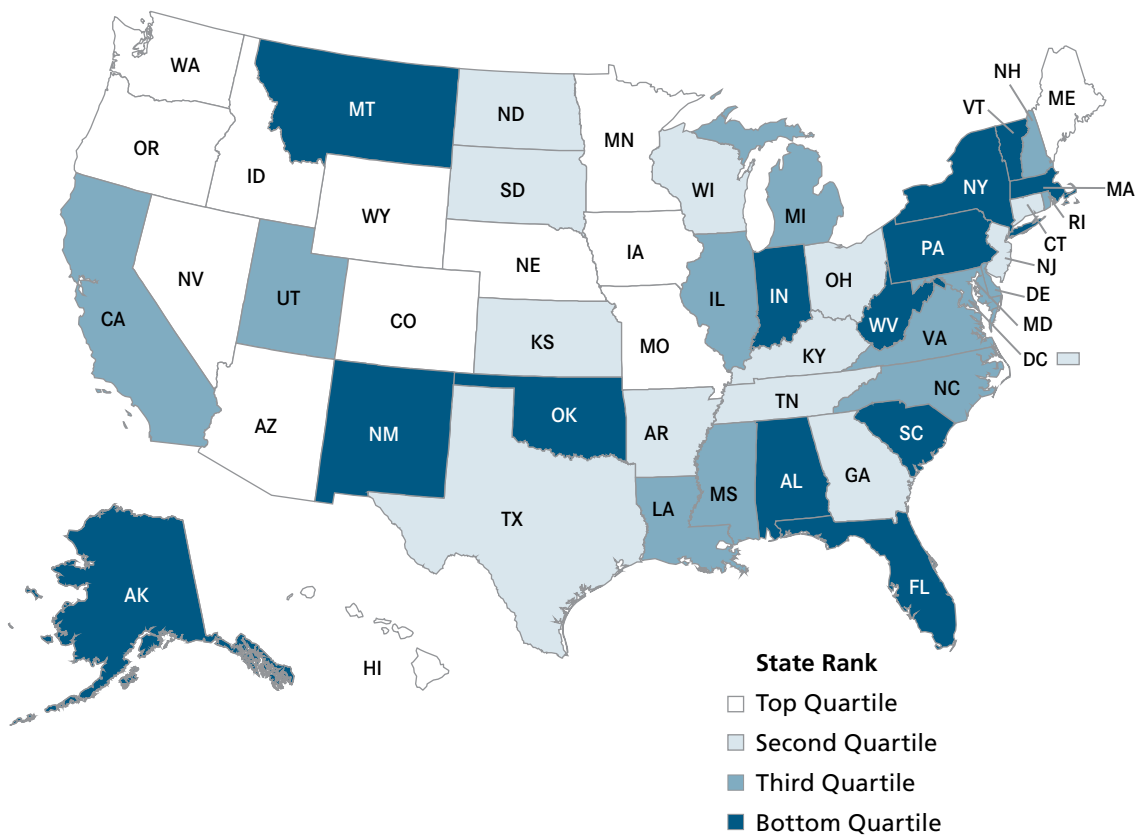 WA
MT
ND
MN
NH
VT
ME
OR
ID
SD
WI
MI
NY
MA
WY
RI
CT
NV
NE
IA
PA
NJ
UT
CO
IL
IN
OH
DE
CA
KS
MO
WV
MD
KY
VA
DC
AZ
NM
OK
AR
TN
NC
SC
TX
LA
MS
AL
GA
AK
FL
HI
State Rank
Top Quartile
Second Quartile
Third Quartile
Bottom Quartile